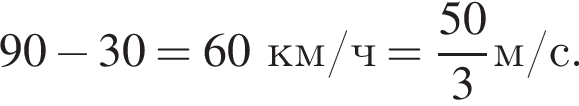 90 − 30 = 60 км/ч = 50/3 м/с.